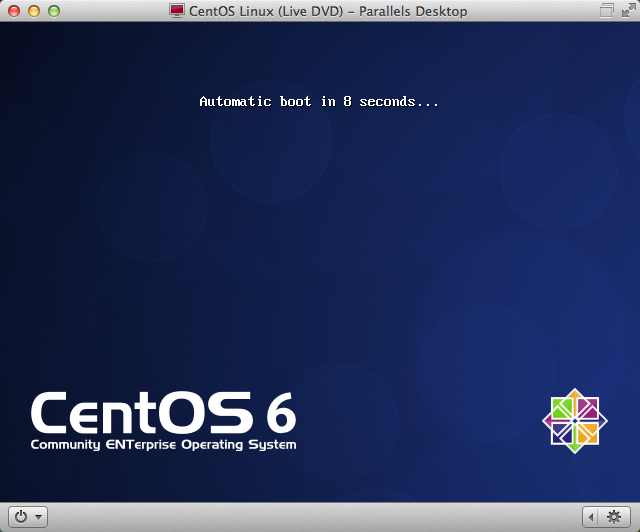 CentOS Linux (Live DVD) - Parallels Desktop
Automatic boot in 8 seconds...
CentOS 6
Community ENTerprise Operating System